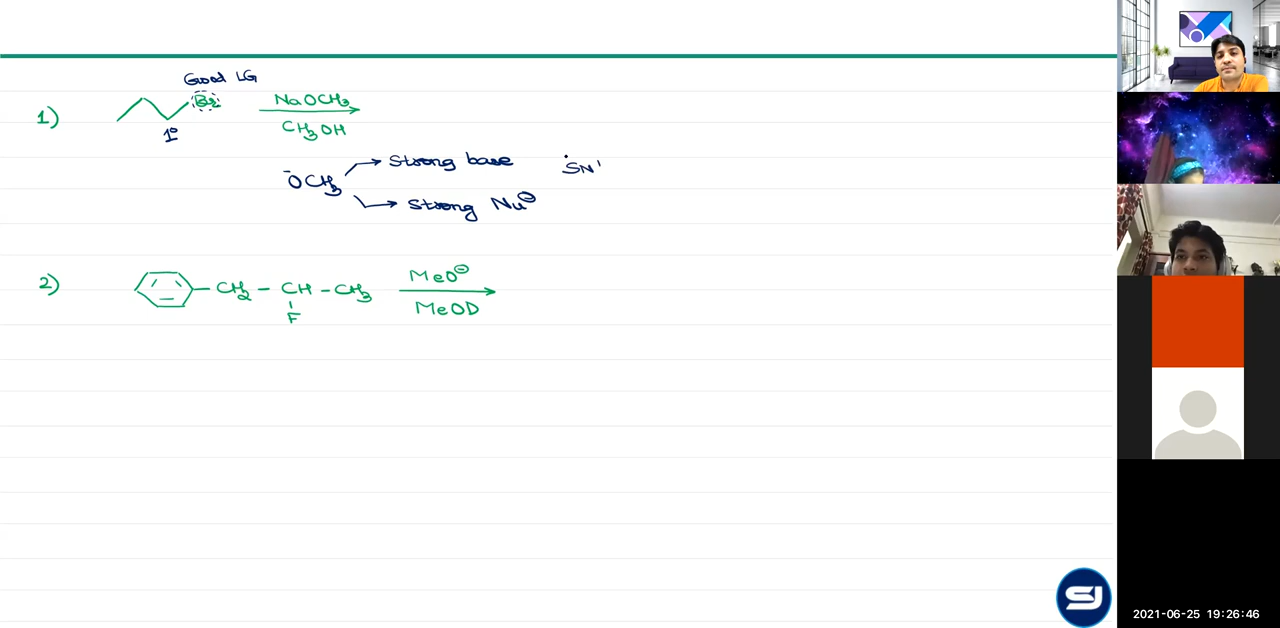 Good LG
1) Br NaOCH3
1° CH3OH
-OCH3 → Strong base SN'
→ Strong Nu⊖
2) — CH2 — CH — CH3 MeO⊖
F MeOD
SJ
2021-06-25 19:26:46